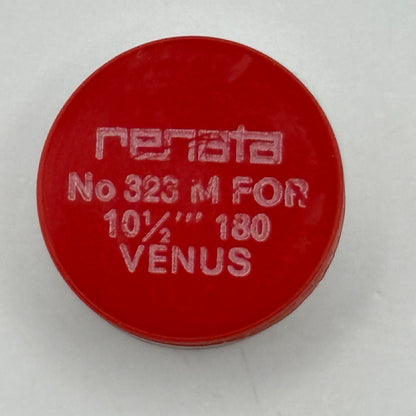 renata
No 323 M FOR
10½''' 180
VENUS